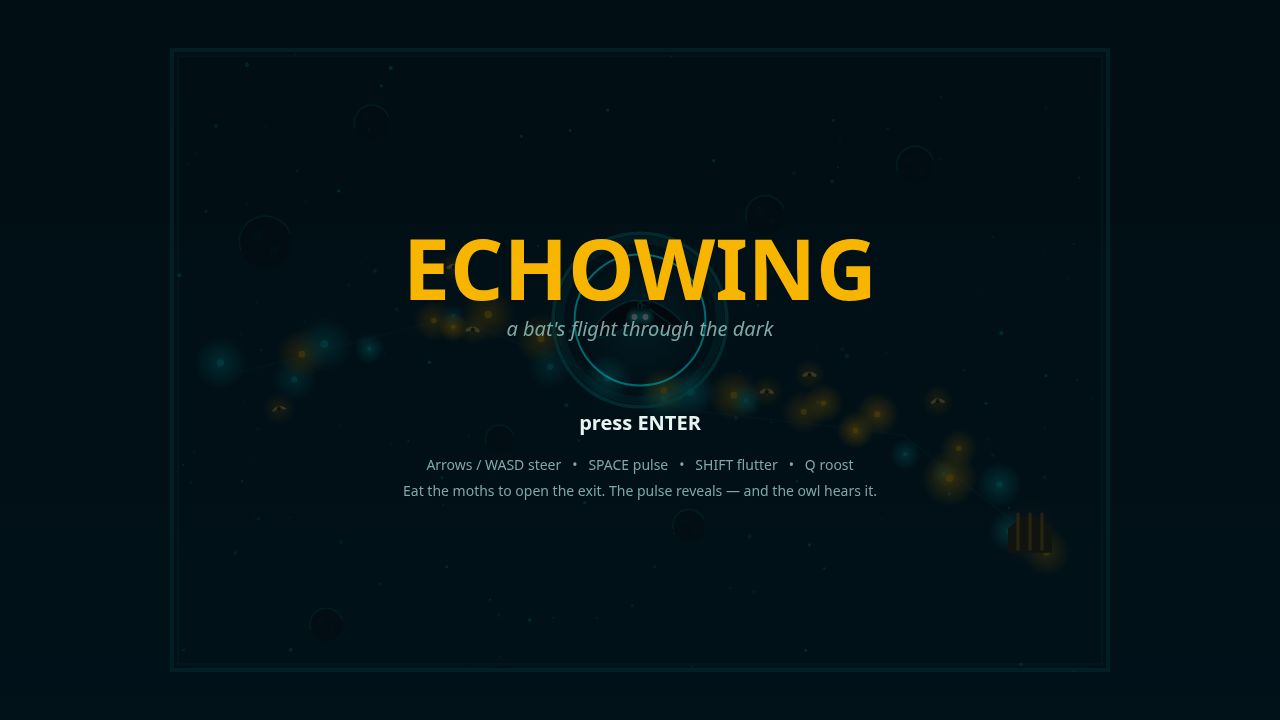 ECHOWING
a bat's flight through the dark
press ENTER
Arrows / WASD steer • SPACE pulse • SHIFT flutter • Q roost
Eat the moths to open the exit. The pulse reveals — and the owl hears it.